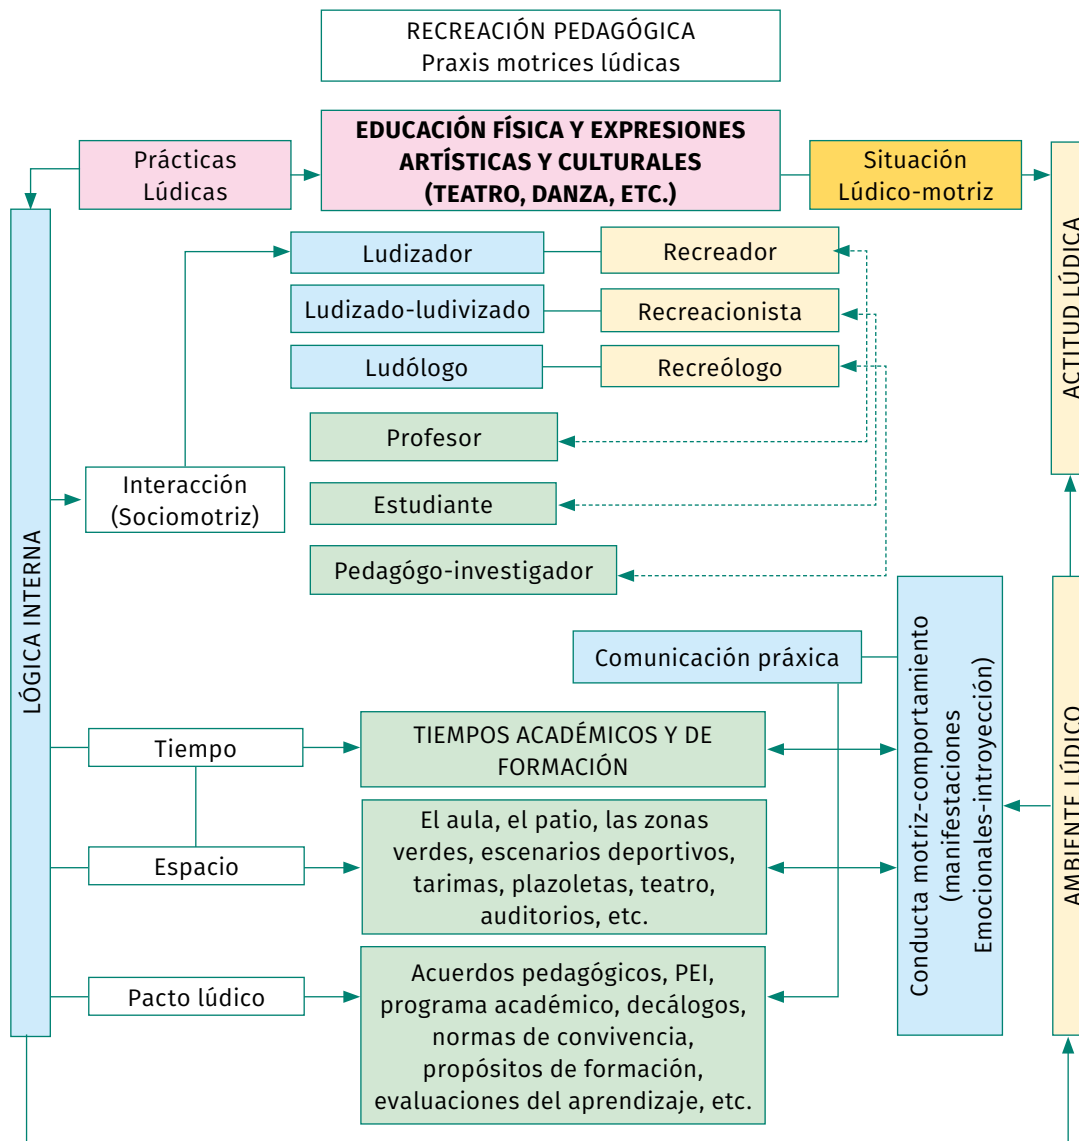 RECREACIÓN PEDAGÓGICA
Praxis motrices lúdicas
Prácticas
Lúdicas
EDUCACIÓN FÍSICA Y EXPRESIONES
ARTÍSTICAS Y CULTURALES
(TEATRO, DANZA, ETC.)
Situación
Lúdico-motriz
Ludizador
Recreador
Ludizado-ludivizado
Recreacionista
Ludólogo
Recreólogo
ACTITUD LÚDICA
Profesor
Interacción
(Sociomotriz)
Estudiante
Pedagógo-investigador
LÓGICA INTERNA
Comunicación práxica
Conducta motriz-comportamiento
(manifestaciones
Emocionales-introyección)
AMBIENTE LÚDICO
Tiempo
TIEMPOS ACADÉMICOS Y DE
FORMACIÓN
Espacio
El aula, el patio, las zonas
verdes, escenarios deportivos,
tarimas, plazoletas, teatro,
auditorios, etc.
Pacto lúdico
Acuerdos pedagógicos, PEI,
programa académico, decálogos,
normas de convivencia,
propósitos de formación,
evaluaciones del aprendizaje, etc.